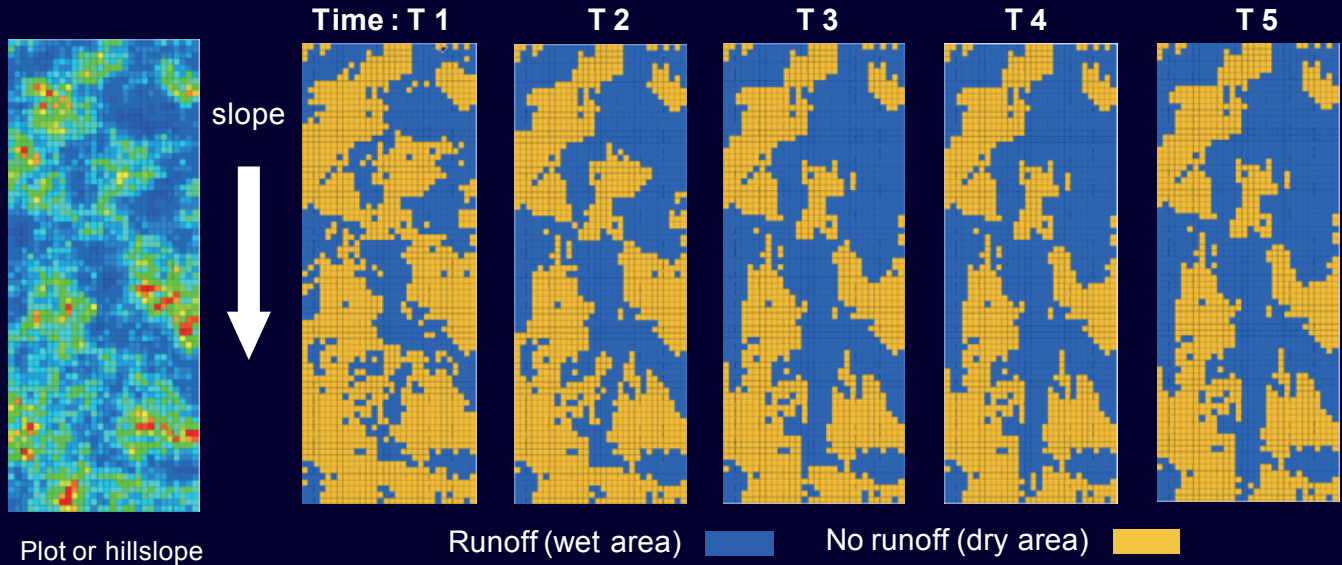 Time : T 1 T 2 T 3 T 4 T 5
slope
Plot or hillslope
Runoff (wet area)
No runoff (dry area)